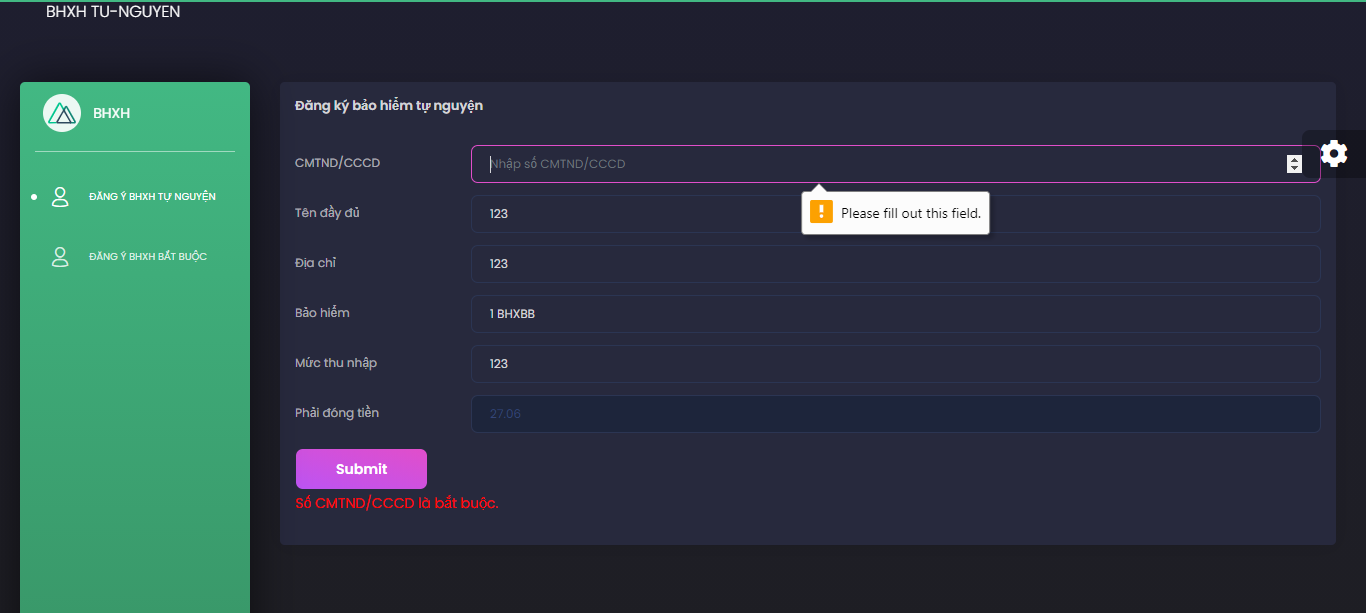 BHXH TU-NGUYEN
BHXH
ĐĂNG Ý BHXH TỰ NGUYỆN
ĐĂNG Ý BHXH BẮT BUỘC
Đăng ký bảo hiểm tự nguyện
CMTND/CCCD
Nhập số CMTND/CCCD
Please fill out this field.
Tên đầy đủ
123
Địa chỉ
123
Bảo hiểm
1 BHXBB
Mức thu nhập
123
Phải đóng tiền
27.06
Submit
Số CMTND/CCCD là bắt buộc.